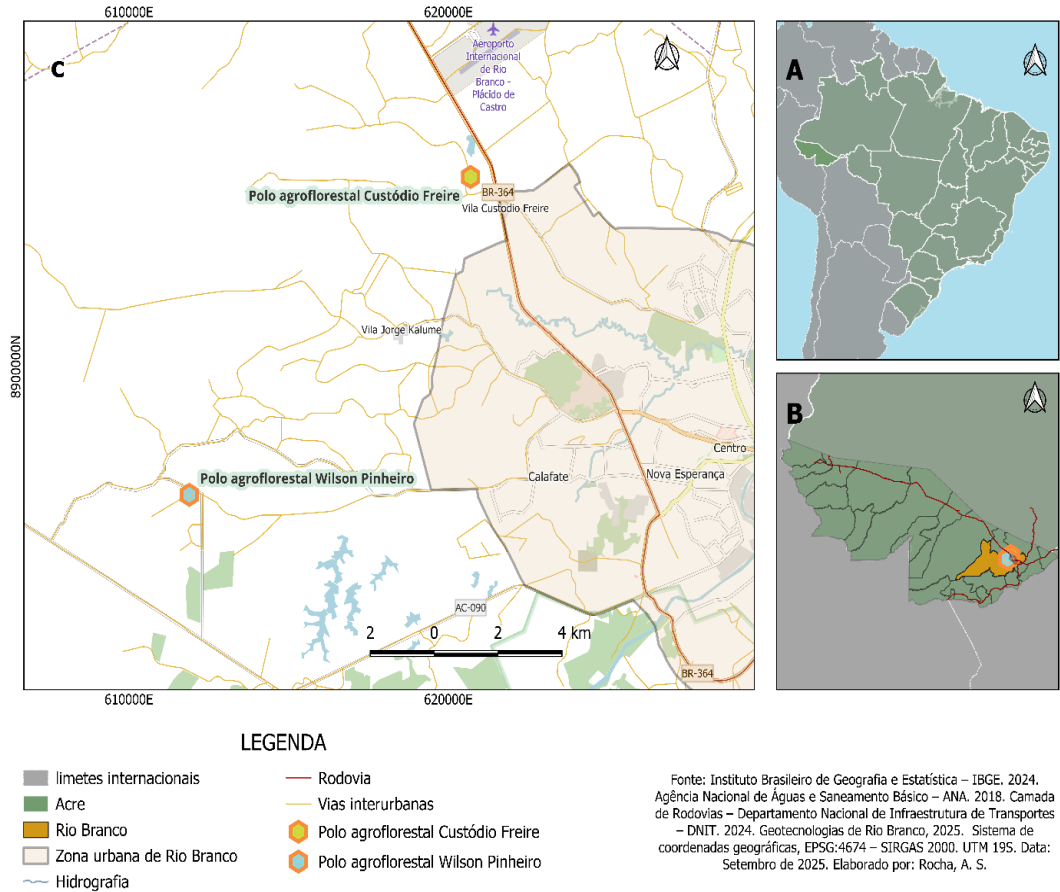 610000E
620000E
C
Aeroporto
Internacional
de Rio
Branco -
Plácido de
Castro
Polo agroflorestal Custódio Freire
BR-364
Vila Custodio Freire
Vila Jorge Kalume
8900000N
Polo agroflorestal Wilson Pinheiro
Calafate
Nova Esperança
Centro
AC-090
2 0 2 4 km
BR-364
610000E
620000E
A
B
LEGENDA
limetes internacionais
Acre
Rio Branco
Zona urbana de Rio Branco
Hidrografia
Rodovia
Vias interurbanas
Polo agroflorestal Custódio Freire
Polo agroflorestal Wilson Pinheiro
Fonte: Instituto Brasileiro de Geografia e Estatística – IBGE. 2024.
Agência Nacional de Águas e Saneamento Básico – ANA. 2018. Camada
de Rodovias – Departamento Nacional de Infraestrutura de Transportes
– DNIT. 2024. Geotecnologias de Rio Branco, 2025. Sistema de
coordenadas geográficas, EPSG:4674 – SIRGAS 2000. UTM 19S. Data:
Setembro de 2025. Elaborado por: Rocha, A. S.